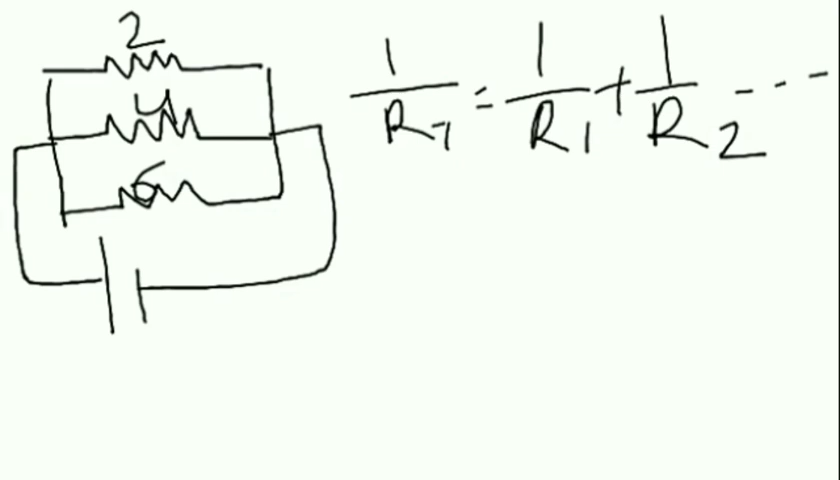 2
4
6
1/R_T = 1/R_1 + 1/R_2 - - -